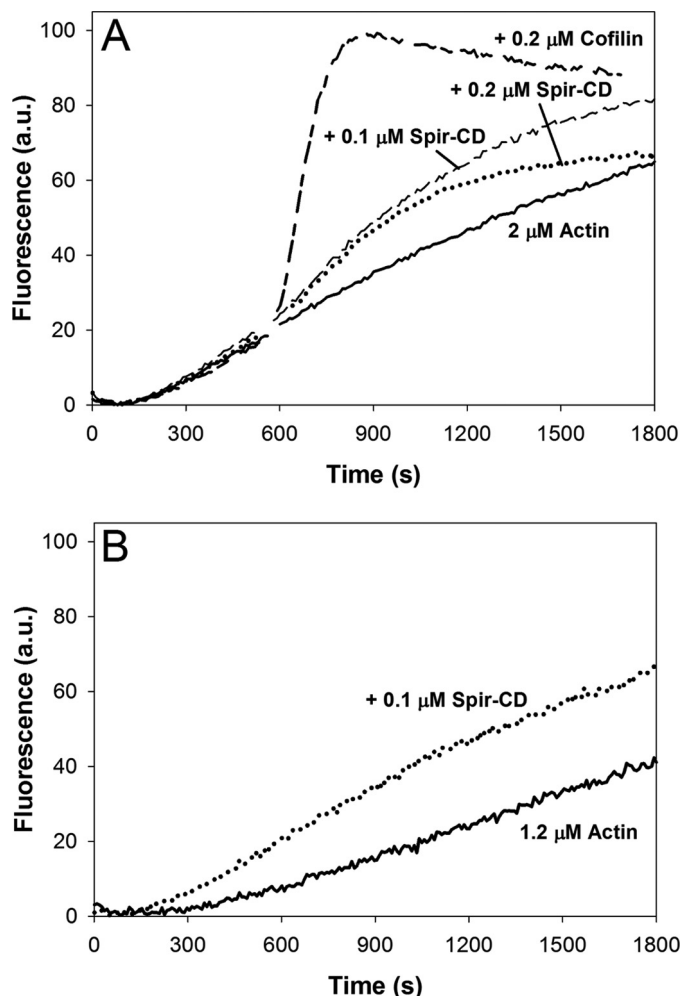 A
100
80
60
40
20
0
Fluorescence (a.u.)
+ 0.2 μM Cofilin
+ 0.2 μM Spir-CD
+ 0.1 μM Spir-CD
2 μM Actin
0 300 600 900 1200 1500 1800
Time (s)
B
100
80
60
40
20
0
Fluorescence (a.u.)
+ 0.1 μM Spir-CD
1.2 μM Actin
0 300 600 900 1200 1500 1800
Time (s)